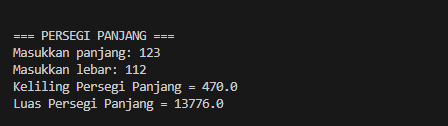 === PERSEGI PANJANG ===
Masukkan panjang: 123
Masukkan lebar: 112
Keliling Persegi Panjang = 470.0
Luas Persegi Panjang = 13776.0